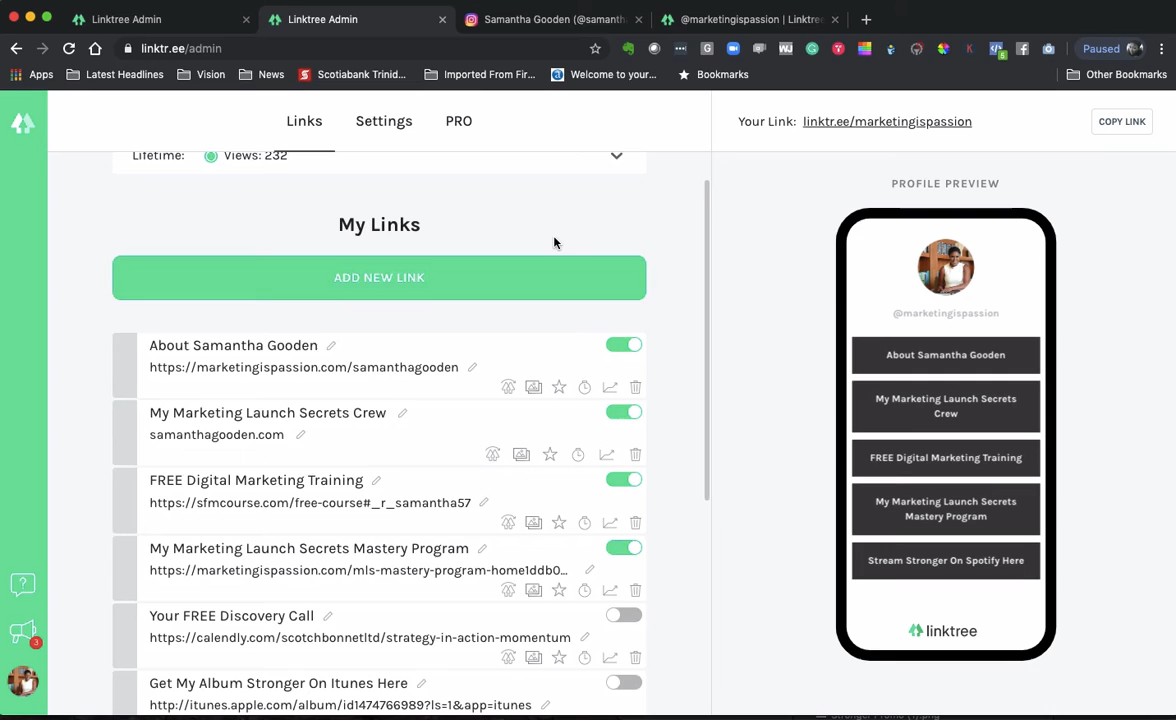 Linktree Admin
Linktree Admin
Samantha Gooden (@samanth
@marketingispassion | Linktree
linktr.ee/admin
Paused
Apps
Latest Headlines
Vision
News
Scotiabank Trinid...
Imported From Fir...
Welcome to your...
Bookmarks
Other Bookmarks
Links
Settings
PRO
Your Link: linktr.ee/marketingispassion
COPY LINK
Lifetime: Views: 232
My Links
ADD NEW LINK
About Samantha Gooden
https://marketingispassion.com/samanthagooden
My Marketing Launch Secrets Crew
samanthagooden.com
FREE Digital Marketing Training
https://sfmcourse.com/free-course#_r_samantha57
My Marketing Launch Secrets Mastery Program
https://marketingispassion.com/mls-mastery-program-home1ddb0...
Your FREE Discovery Call
https://calendly.com/scotchbonnetltd/strategy-in-action-momentum
Get My Album Stronger On Itunes Here
http://itunes.apple.com/album/id1474766989?ls=1&app=itunes
3
PROFILE PREVIEW
@marketingispassion
About Samantha Gooden
My Marketing Launch Secrets
Crew
FREE Digital Marketing Training
My Marketing Launch Secrets
Mastery Program
Stream Stronger On Spotify Here
linktree